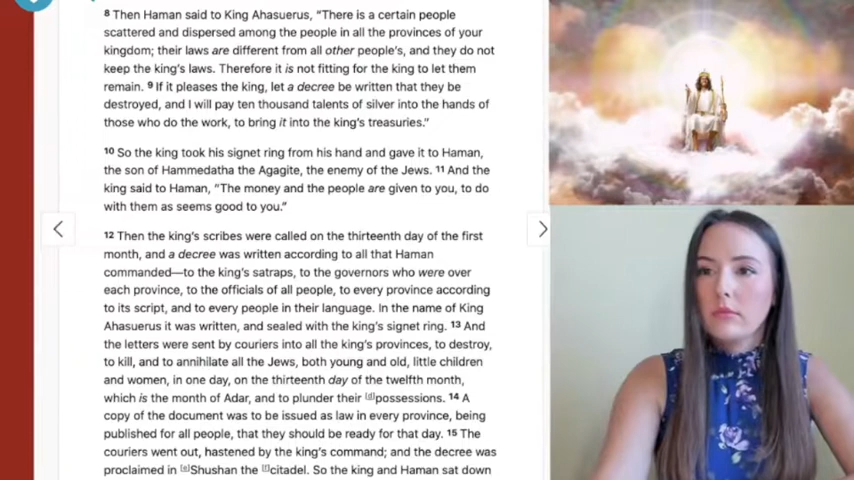 8 Then Haman said to King Ahasuerus, “There is a certain people
scattered and dispersed among the people in all the provinces of your
kingdom; their laws are different from all other people’s, and they do not
keep the king’s laws. Therefore it is not fitting for the king to let them
remain. 9 If it pleases the king, let a decree be written that they be
destroyed, and I will pay ten thousand talents of silver into the hands of
those who do the work, to bring it into the king’s treasuries.”
10 So the king took his signet ring from his hand and gave it to Haman,
the son of Hammedatha the Agagite, the enemy of the Jews. 11 And the
king said to Haman, “The money and the people are given to you, to do
with them as seems good to you.”
12 Then the king’s scribes were called on the thirteenth day of the first
month, and a decree was written according to all that Haman
commanded—to the king’s satraps, to the governors who were over
each province, to the officials of all people, to every province according
to its script, and to every people in their language. In the name of King
Ahasuerus it was written, and sealed with the king’s signet ring. 13 And
the letters were sent by couriers into all the king’s provinces, to destroy,
to kill, and to annihilate all the Jews, both young and old, little children
and women, in one day, on the thirteenth day of the twelfth month,
which is the month of Adar, and to plunder their [d]possessions. 14 A
copy of the document was to be issued as law in every province, being
published for all people, that they should be ready for that day. 15 The
couriers went out, hastened by the king’s command; and the decree was
proclaimed in [e]Shushan the [f]citadel. So the king and Haman sat down